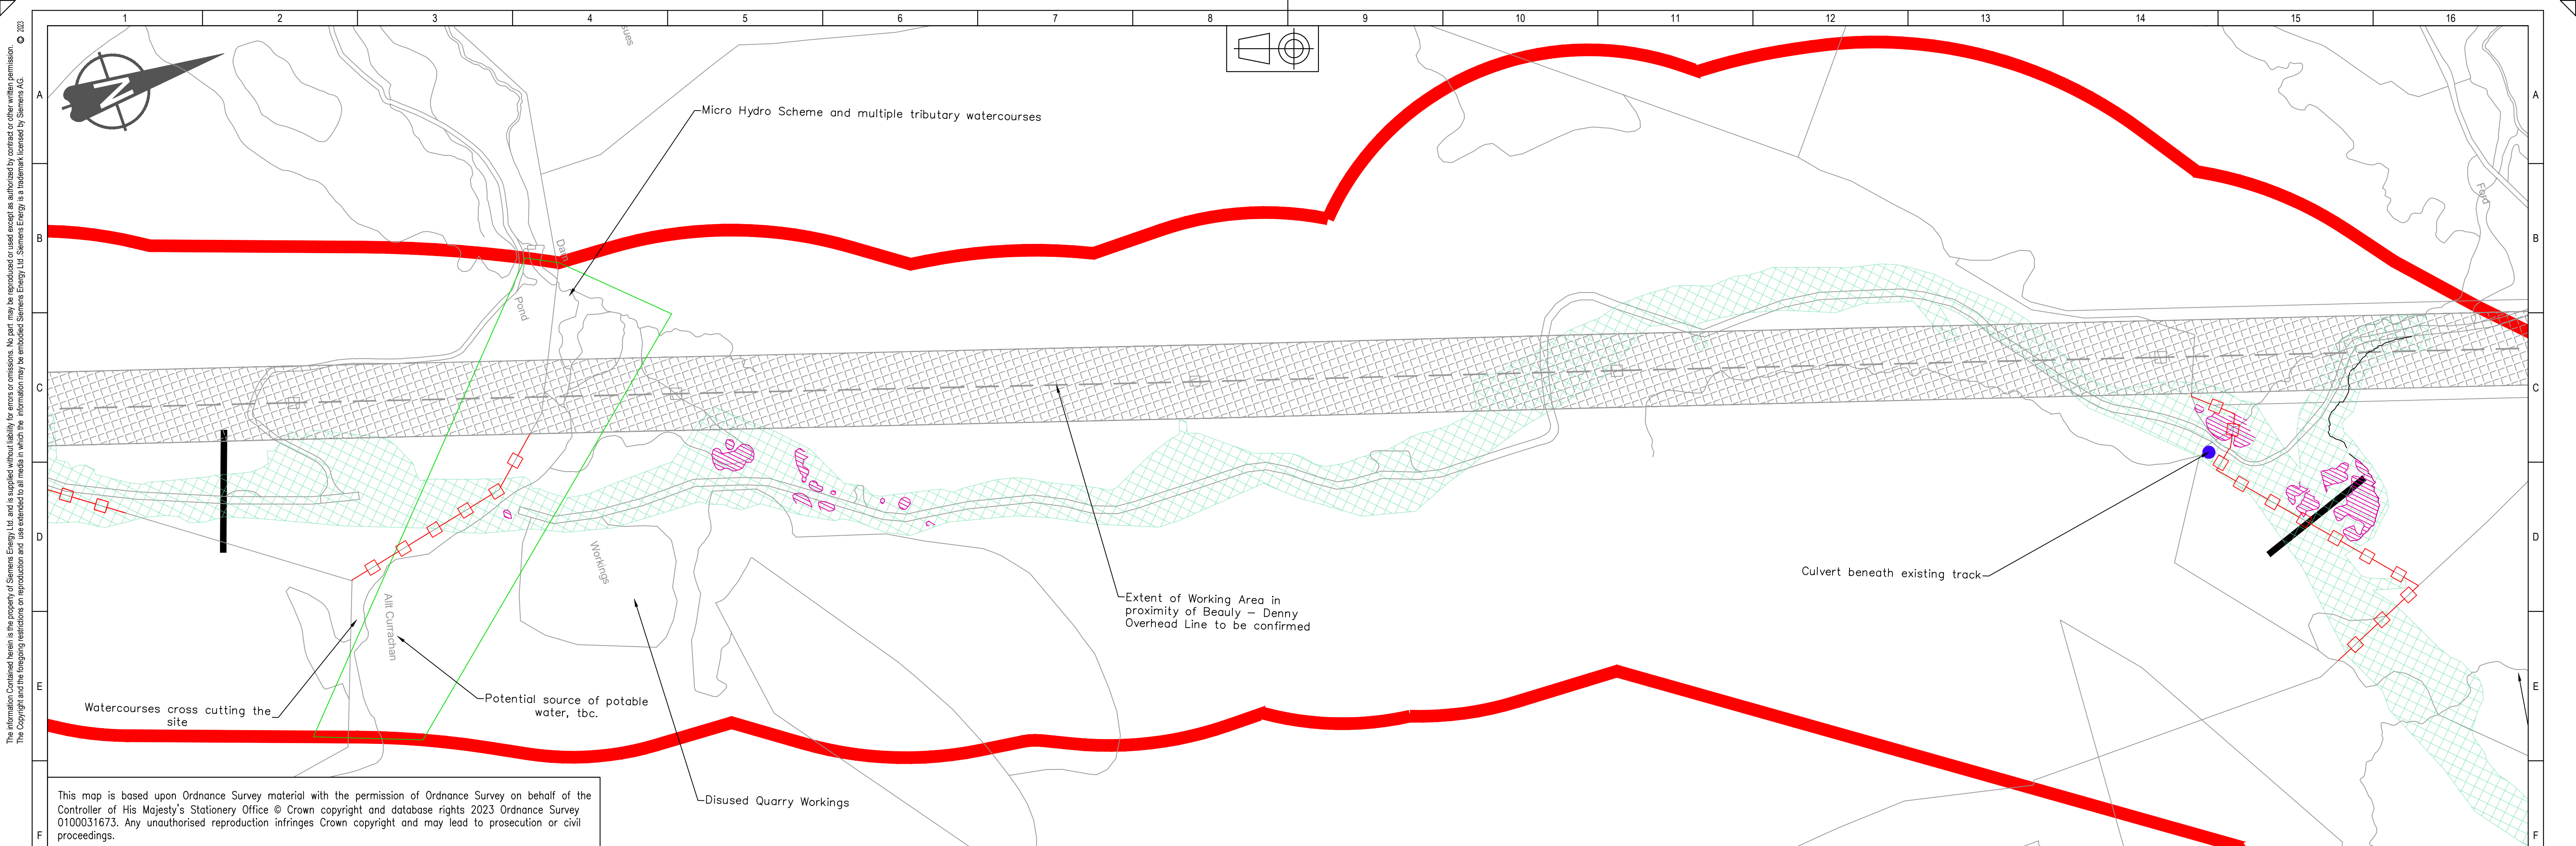 1 2 3 4 5 6 7 8 9 10 11 12 13 14 15 16
© 2023
The information Contained herein is the property of Siemens Energy Ltd. and is supplied without liability for errors or omissions. No part may be reproduced or used except as authorized by contract or other written permission.
The Copyright and the foregoing restrictions on reproduction and use extended to all media in which the information may be embodied Siemens Energy Ltd .Siemens Energy is a trademark licensed by Siemens AG.
A
A
N
Micro Hydro Scheme and multiple tributary watercourses
Ford
B
B
Dam
Pond
C
C
D
D
Workings
Culvert beneath existing track
Extent of Working Area in
proximity of Beauly – Denny
Overhead Line to be confirmed
Allt Currachan
E
E
Watercourses cross cutting the
site
Potential source of potable
water, tbc.
Disused Quarry Workings
This map is based upon Ordnance Survey material with the permission of Ordnance Survey on behalf of the
Controller of His Majesty's Stationery Office © Crown copyright and database rights 2023 Ordnance Survey
0100031673. Any unauthorised reproduction infringes Crown copyright and may lead to prosecution or civil
proceedings.
F
F